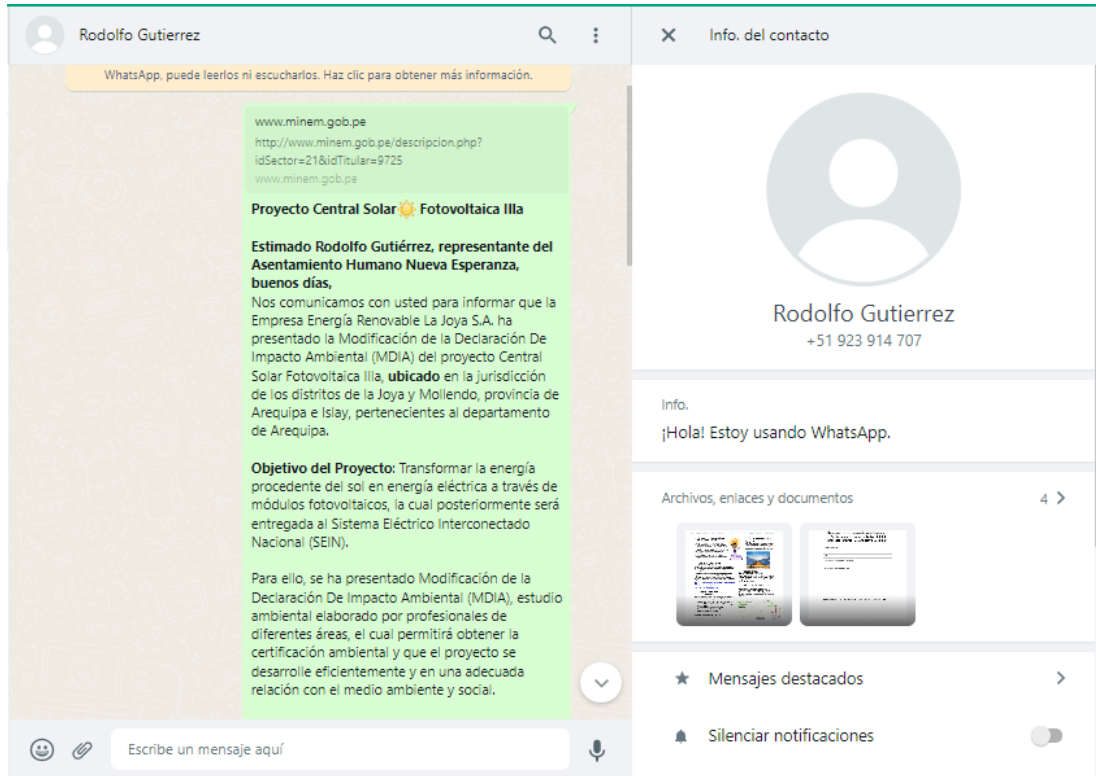 Rodolfo Gutierrez
WhatsApp, puede leerlos ni escucharlos. Haz clic para obtener más información.
www.minem.gob.pe
http://www.minem.gob.pe/descripcion.php?
idSector=21&idTitular=9725
www.minem.gob.pe
Proyecto Central Solar☀️ Fotovoltaica Illa
Estimado Rodolfo Gutiérrez, representante del
Asentamiento Humano Nueva Esperanza,
buenos días,
Nos comunicamos con usted para informar que la
Empresa Energía Renovable La Joya S.A. ha
presentado la Modificación de la Declaración De
Impacto Ambiental (MDIA) del proyecto Central
Solar Fotovoltaica Illa, ubicado en la jurisdicción
de los distritos de la Joya y Mollendo, provincia de
Arequipa e Islay, pertenecientes al departamento
de Arequipa.
Objetivo del Proyecto: Transformar la energía
procedente del sol en energía eléctrica a través de
módulos fotovoltaicos, la cual posteriormente será
entregada al Sistema Eléctrico Interconectado
Nacional (SEIN).
Para ello, se ha presentado Modificación de la
Declaración De Impacto Ambiental (MDIA), estudio
ambiental elaborado por profesionales de
diferentes áreas, el cual permitirá obtener la
certificación ambiental y que el proyecto se
desarrolle eficientemente y en una adecuada
relación con el medio ambiente y social.
Escribe un mensaje aquí
Info. del contacto
Rodolfo Gutierrez
+51 923 914 707
Info.
¡Hola! Estoy usando WhatsApp.
Archivos, enlaces y documentos
4
Mensajes destacados
Silenciar notificaciones